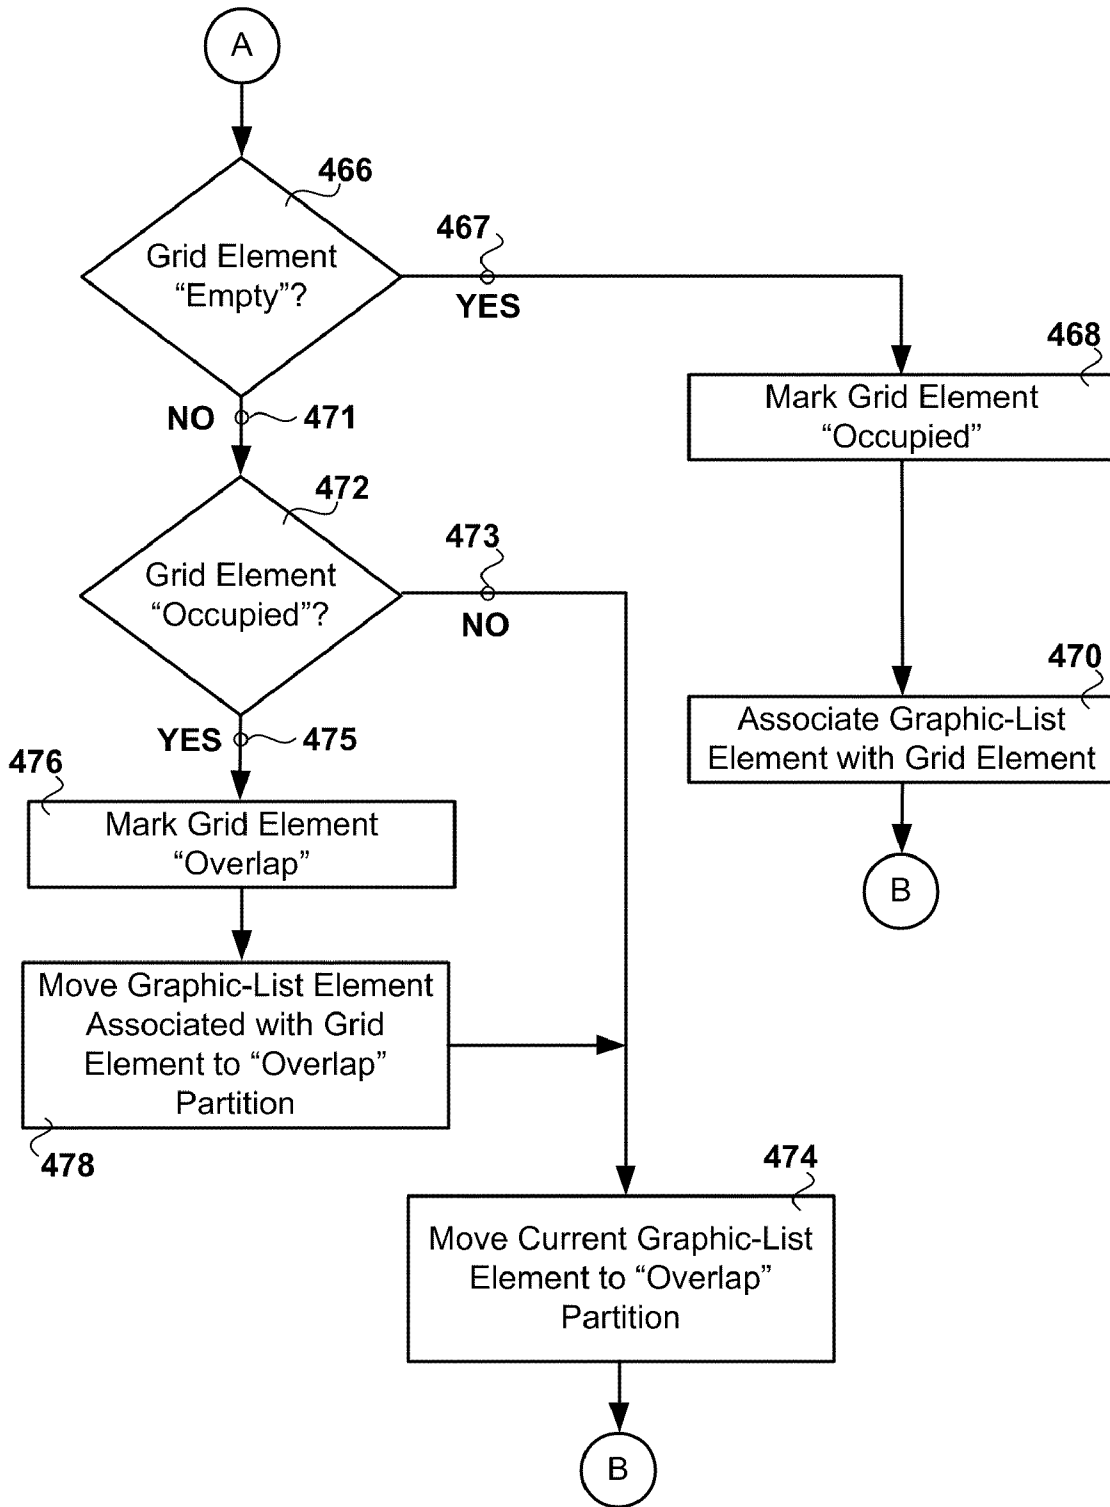 A
466
Grid Element
“Empty”?
467
YES
468
Mark Grid Element
“Occupied”
NO
471
472
Grid Element
“Occupied”?
473
NO
470
Associate Graphic-List
Element with Grid Element
B
YES
475
476
Mark Grid Element
“Overlap”
Move Graphic-List Element
Associated with Grid
Element to “Overlap”
Partition
478
474
Move Current Graphic-List
Element to “Overlap”
Partition
B